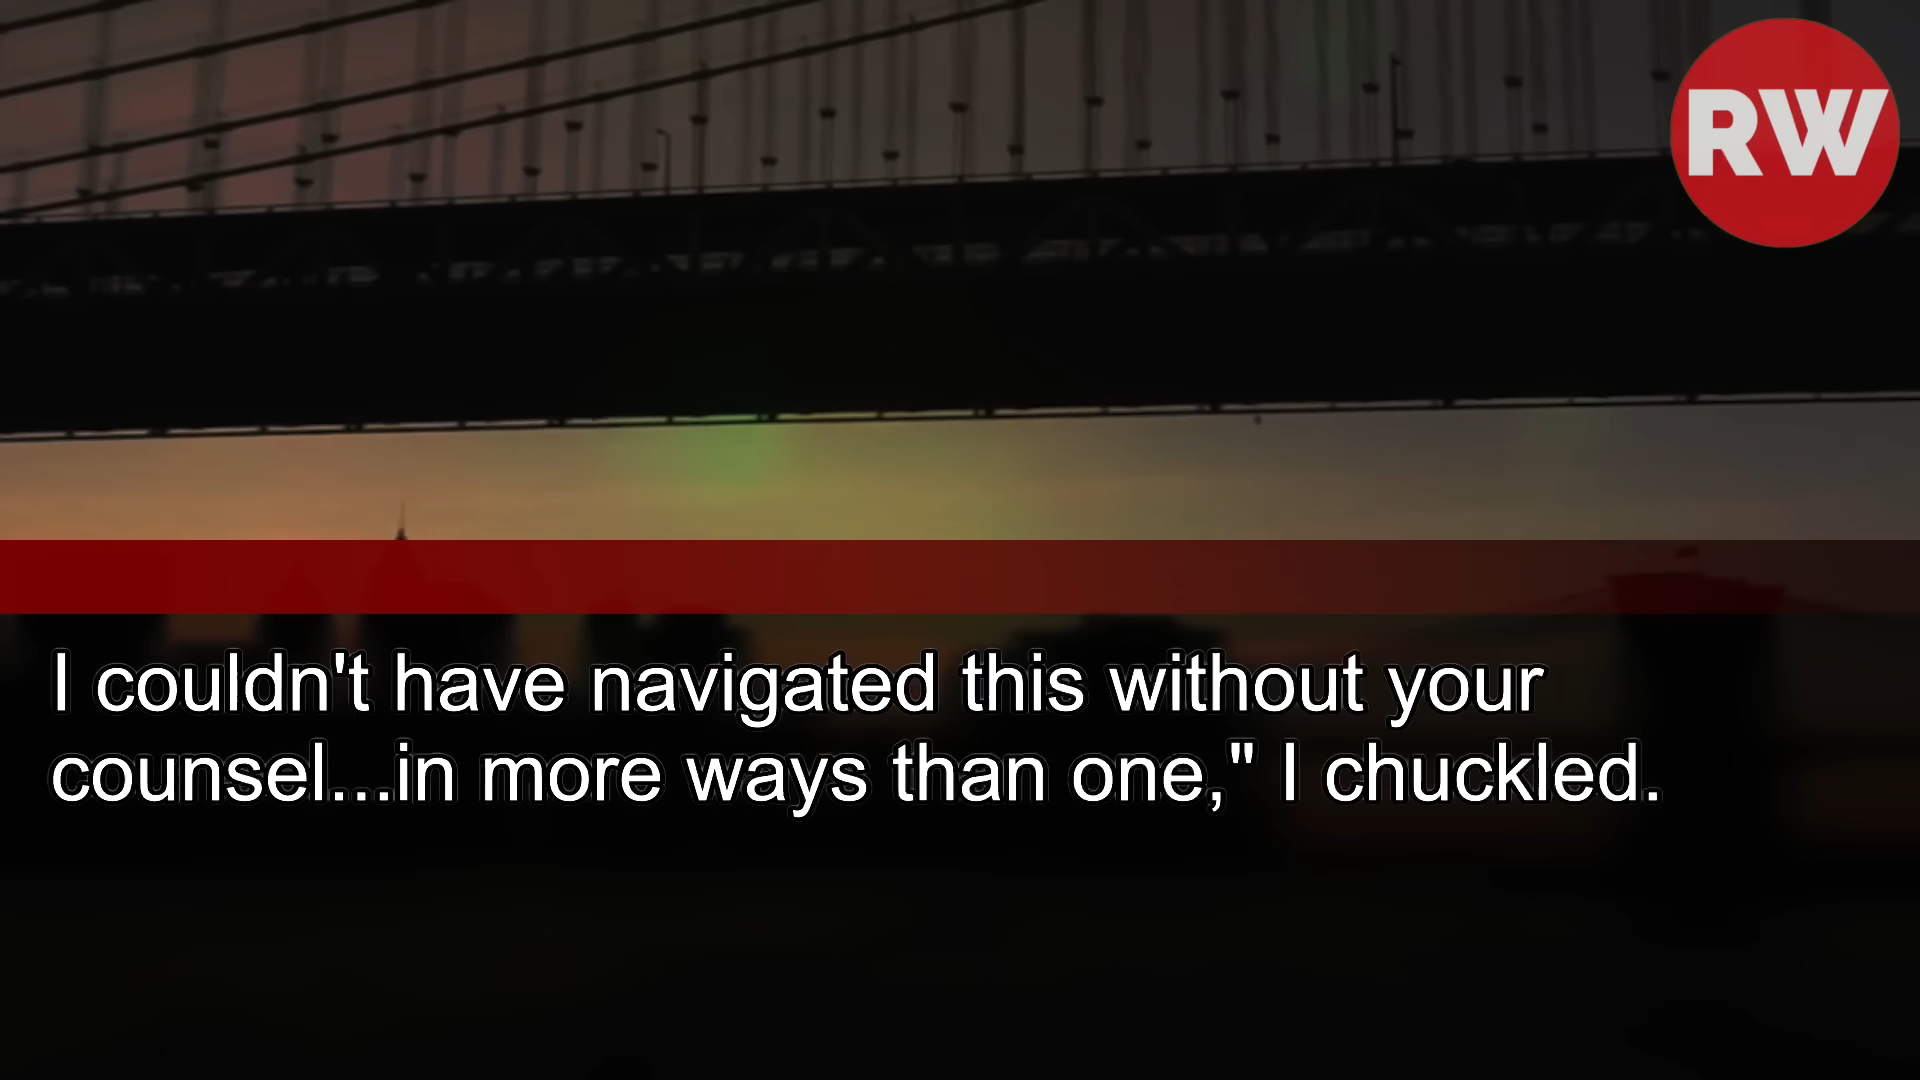 RW
I couldn't have navigated this without your
counsel...in more ways than one," I chuckled.